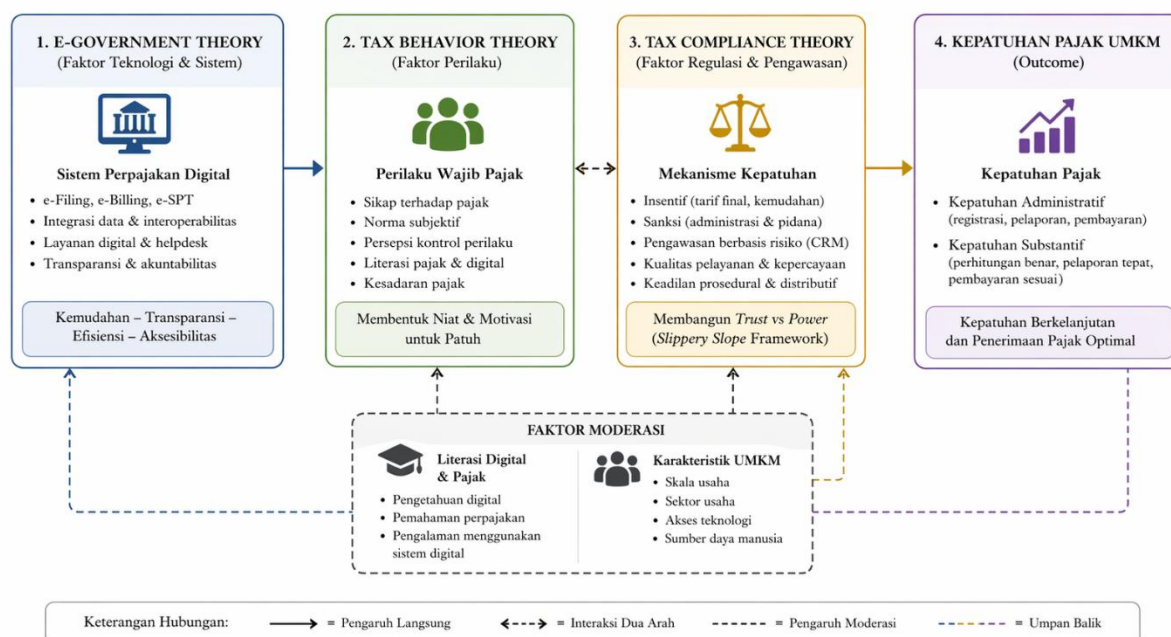 1. E-GOVERNMENT THEORY
(Faktor Teknologi & Sistem)
Sistem Perpajakan Digital
• e-Filing, e-Billing, e-SPT
• Integrasi data & interoperabilitas
• Layanan digital & helpdesk
• Transparansi & akuntabilitas
Kemudahan – Transparansi –
Efisiensi – Aksesibilitas
2. TAX BEHAVIOR THEORY
(Faktor Perilaku)
Perilaku Wajib Pajak
• Sikap terhadap pajak
• Norma subjektif
• Persepsi kontrol perilaku
• Literasi pajak & digital
• Kesadaran pajak
Membentuk Niat & Motivasi
untuk Patuh
3. TAX COMPLIANCE THEORY
(Faktor Regulasi & Pengawasan)
Mekanisme Kepatuhan
• Insentif (tarif final, kemudahan)
• Sanksi (administrasi & pidana)
• Pengawasan berbasis risiko (CRM)
• Kualitas pelayanan & kepercayaan
• Keadilan prosedural & distributif
Membangun Trust vs Power
(Slippery Slope Framework)
4. KEPATUHAN PAJAK UMKM
(Outcome)
Kepatuhan Pajak
• Kepatuhan Administratif
(registrasi, pelaporan, pembayaran)
• Kepatuhan Substantif
(perhitungan benar, pelaporan tepat,
pembayaran sesuai)
Kepatuhan Berkelanjutan
dan Penerimaan Pajak Optimal
FAKTOR MODERASI
Literasi Digital
& Pajak
• Pengetahuan digital
• Pemahaman perpajakan
• Pengalaman menggunakan
sistem digital
Karakteristik UMKM
• Skala usaha
• Sektor usaha
• Akses teknologi
• Sumber daya manusia
Keterangan Hubungan: = Pengaruh Langsung = Interaksi Dua Arah = Pengaruh Moderasi = Umpan Balik